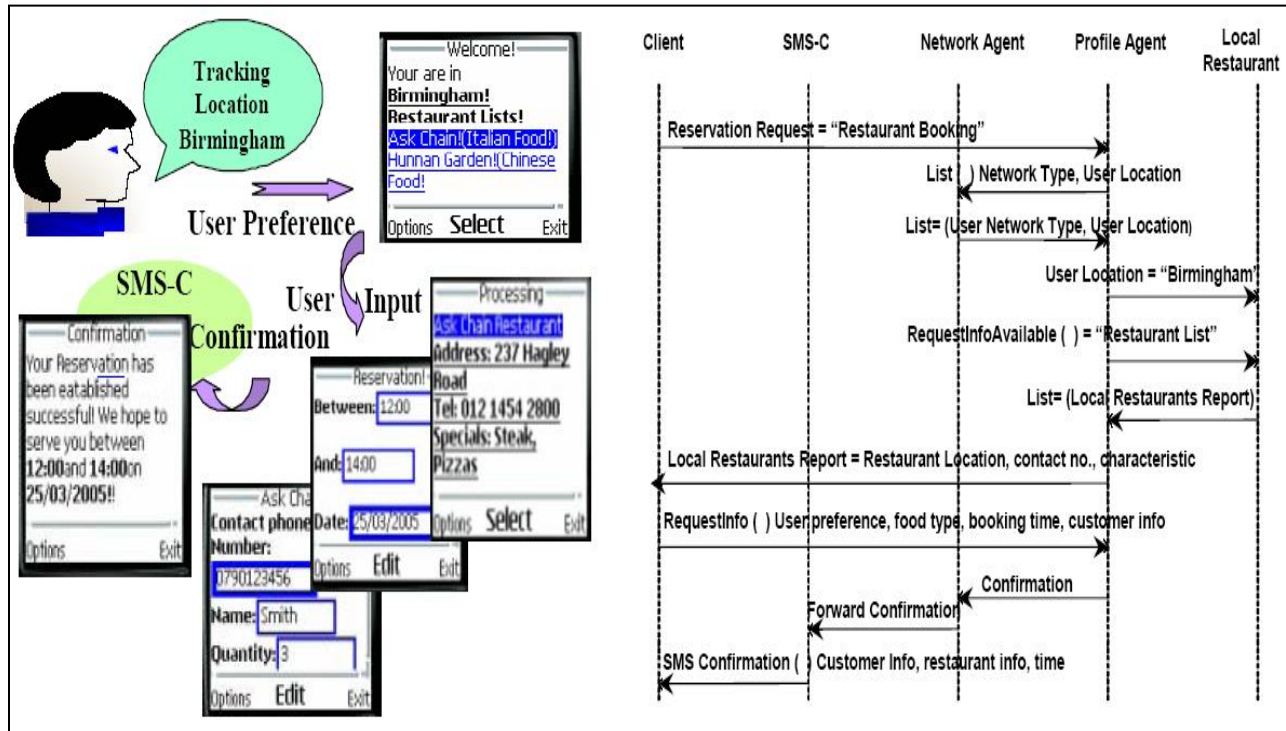 Tracking
Location
Birmingham
User Preference
Welcome!
Your are in
Birmingham!
Restaurant Lists!
Ask Chain!(Italian Food!)
Hunnan Garden!(Chinese
Food!
Options Select Exit
User Input
Processing
Ask Chain Restaurant
Address: 237 Hagley
Road
Tel: 012 1454 2800
Specials: Steak,
Pizzas
Options Select Exit
Reservation!
Between: 12:00
And: 14:00
Date: 25/03/2005
Options Edit
Ask Cha
Contact phone
Number:
0790123456
Name: Smith
Quantity: 3
Options Edit Exit
SMS-C
Confirmation
Confirmation
Your Reservation has
been eatablished
successful! We hope to
serve you between
12:00and 14:00on
25/03/2005!!
Options Exit
Client SMS-C Network Agent Profile Agent Local
Restaurant
Reservation Request = “Restaurant Booking”
List ( ) Network Type, User Location
List= (User Network Type, User Location)
User Location = “Birmingham”
RequestInfoAvailable ( ) = “Restaurant List”
List= (Local Restaurants Report)
Local Restaurants Report = Restaurant Location, contact no., characteristic
RequestInfo ( ) User preference, food type, booking time, customer info
Confirmation
Forward Confirmation
SMS Confirmation ( ) Customer Info, restaurant info, time